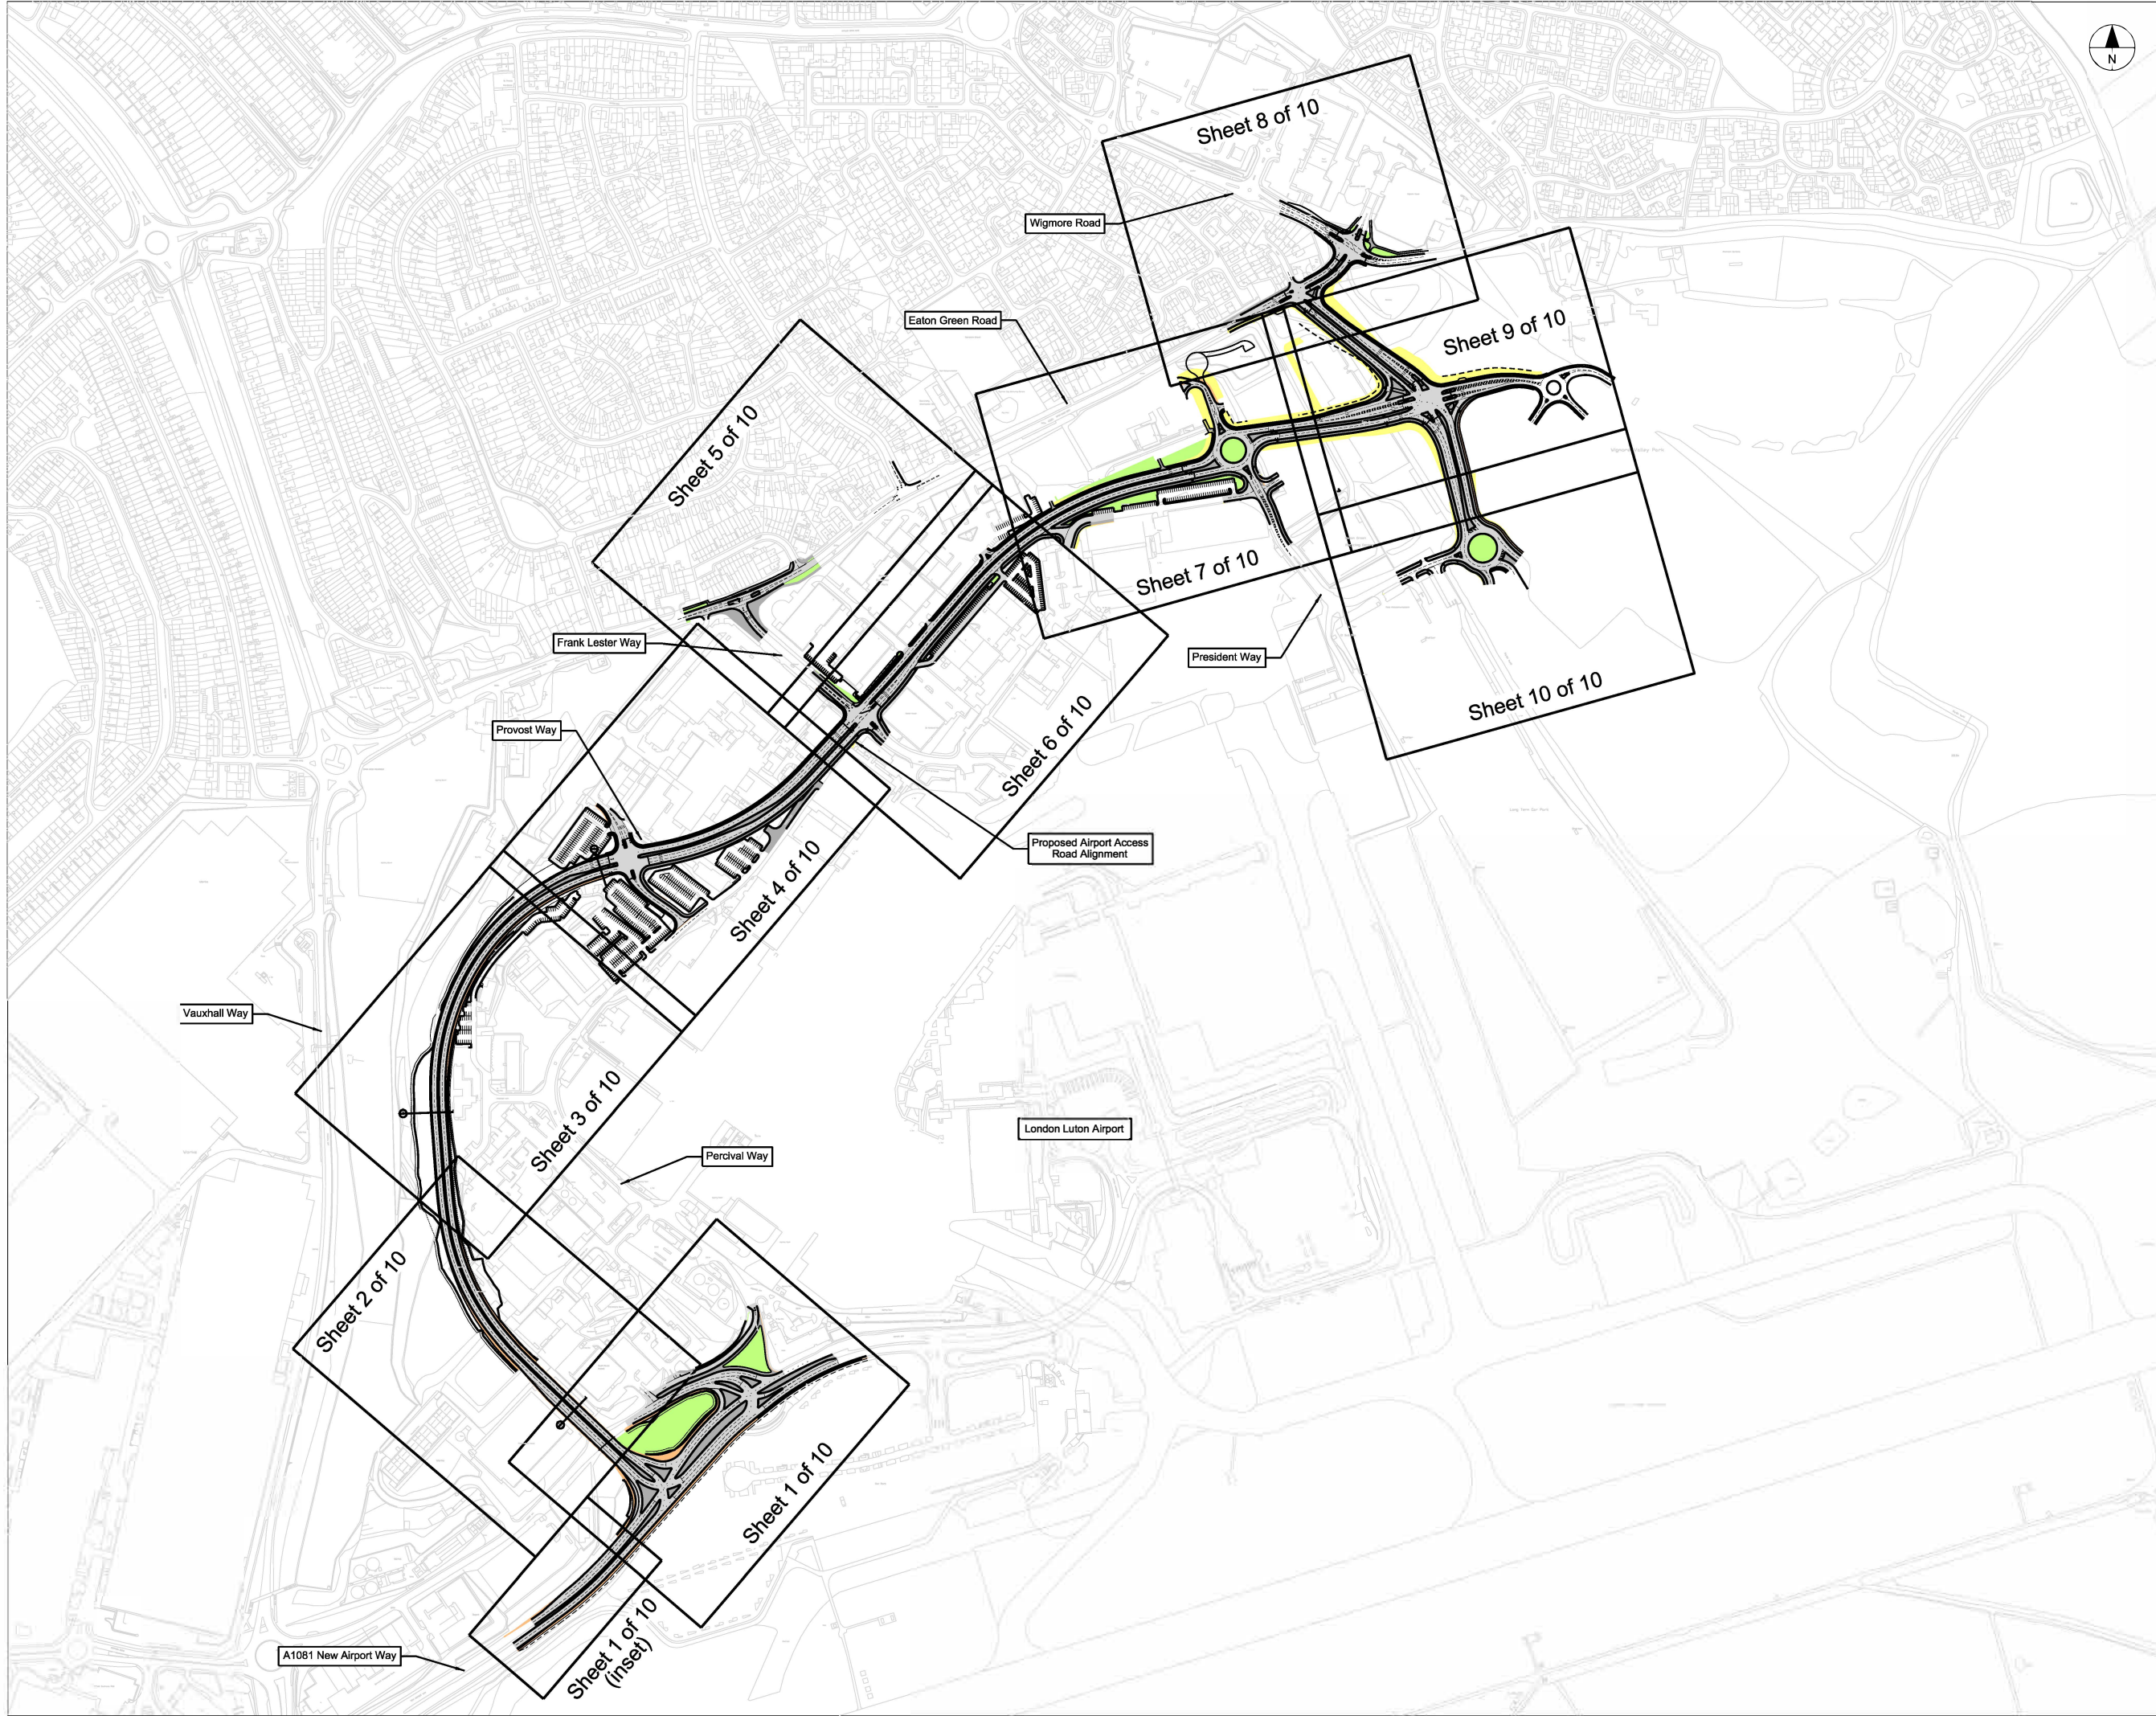 N
Sheet 8 of 10
Wigmore Road
Eaton Green Road
Sheet 9 of 10
Sheet 5 of 10
Sheet 7 of 10
Frank Lester Way
President Way
Sheet 10 of 10
Provost Way
Sheet 6 of 10
Proposed Airport Access
Road Alignment
Sheet 4 of 10
Vauxhall Way
Sheet 3 of 10
London Luton Airport
Percival Way
Sheet 2 of 10
Sheet 1 of 10
A1081 New Airport Way
Sheet 1 of 10
(inset)